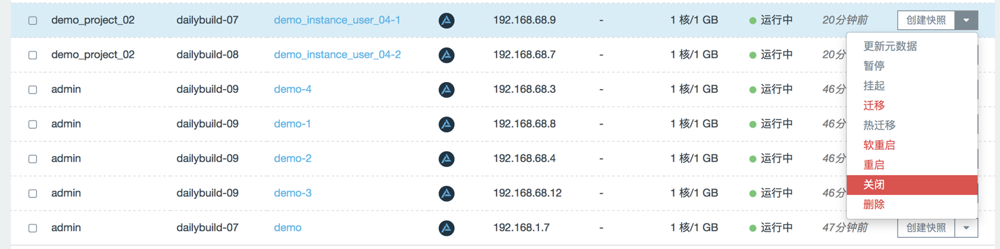 demo_project_02 dailybuild-07 demo_instance_user_04-1 192.168.68.9 - 1 核/1 GB 运行中 20分钟前 创建快照
demo_project_02 dailybuild-08 demo_instance_user_04-2 192.168.68.7 - 1 核/1 GB 运行中 20分
admin dailybuild-09 demo-4 192.168.68.3 - 1 核/1 GB 运行中 46分
admin dailybuild-09 demo-1 192.168.68.8 - 1 核/1 GB 运行中 46分
admin dailybuild-09 demo-2 192.168.68.4 - 1 核/1 GB 运行中 46分
admin dailybuild-09 demo-3 192.168.68.12 - 1 核/1 GB 运行中 46分
admin dailybuild-07 demo 192.168.1.7 - 1 核/1 GB 运行中 47分钟前 创建快照
更新元数据
暂停
挂起
迁移
热迁移
软重启
重启
关闭
删除